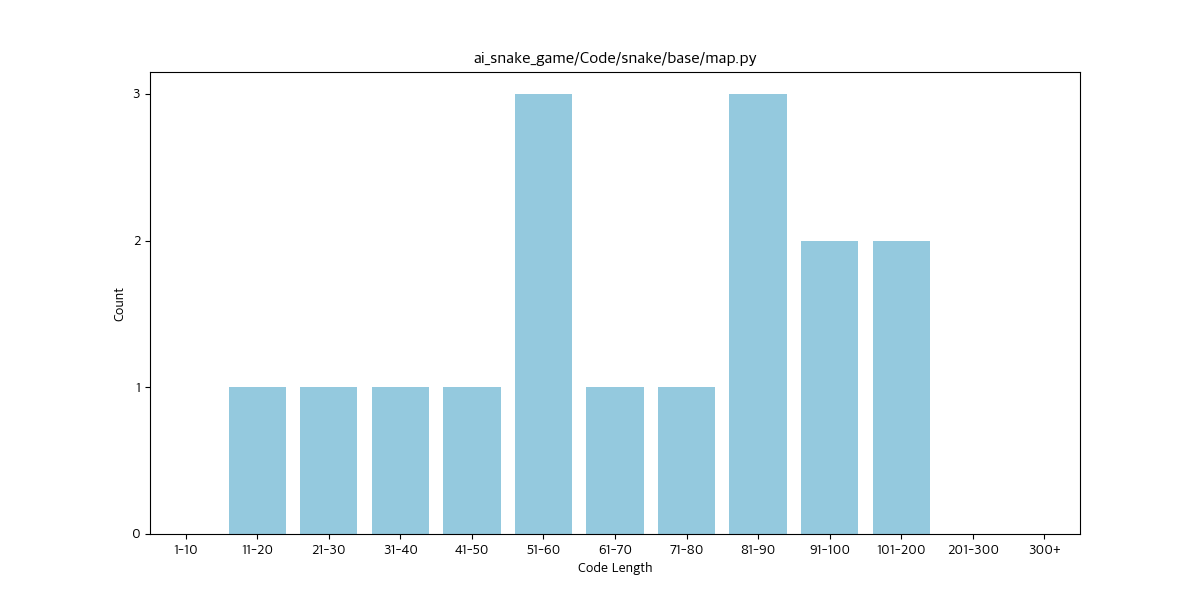 ai_snake_game/Code/snake/base/map.py
3
2
1
0
Count
1-10 11-20 21-30 31-40 41-50 51-60 61-70 71-80 81-90 91-100 101-200 201-300 300+
Code Length